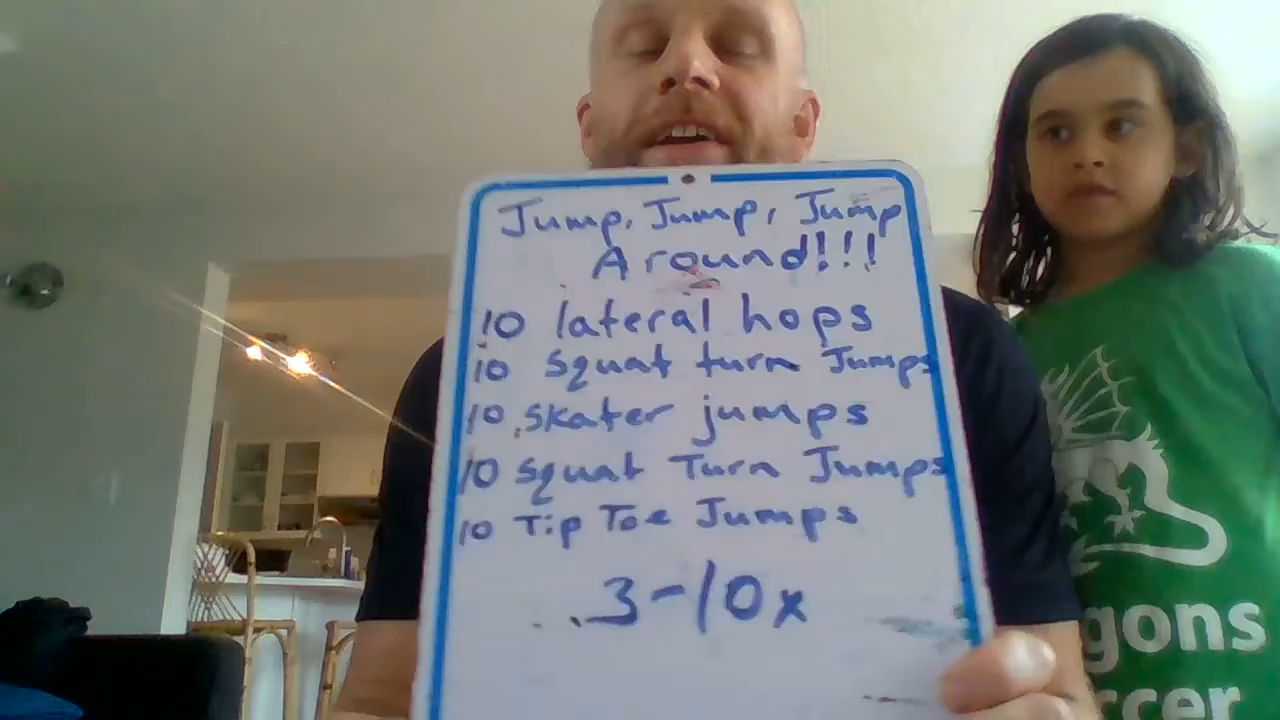 Jump, Jump, Jump
Around!!!
10 lateral hops
10 Squat turn Jumps
10 skater jumps
10 Squat Turn Jumps
10 Tip Toe Jumps
3-10x
gons
ccer